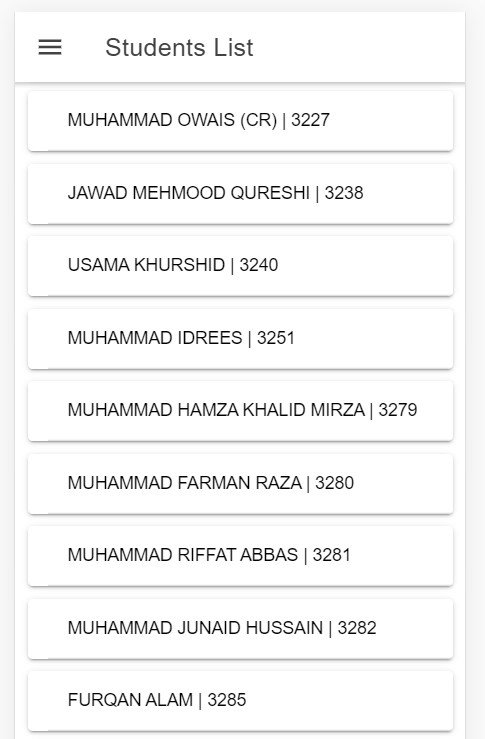 Students List
MUHAMMAD OWAIS (CR) | 3227
JAWAD MEHMOOD QURESHI | 3238
USAMA KHURSHID | 3240
MUHAMMAD IDREES | 3251
MUHAMMAD HAMZA KHALID MIRZA | 3279
MUHAMMAD FARMAN RAZA | 3280
MUHAMMAD RIFFAT ABBAS | 3281
MUHAMMAD JUNAID HUSSAIN | 3282
FURQAN ALAM | 3285